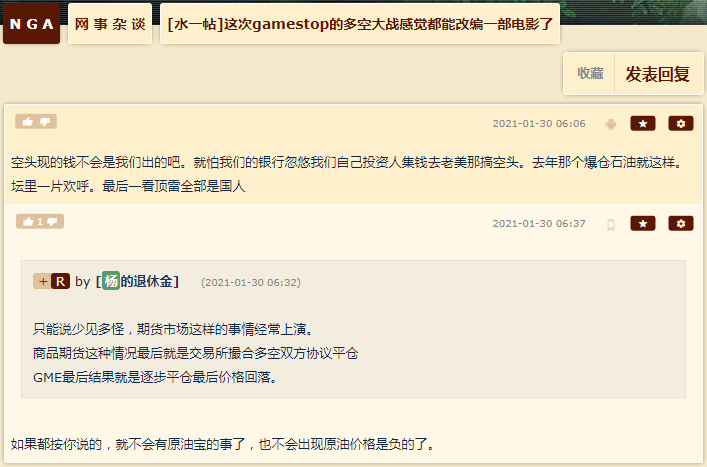 NGA 网事杂谈 [水一帖]这次gamestop的多空大战感觉都能改编一部电影了
收藏 发表回复
2021-01-30 06:06
空头现的钱不会是我们出的吧。就怕我们的银行忽悠我们自己投资人集钱去老美那搞空头。去年那个爆仓石油就这样。
坛里一片欢呼。最后一看顶雷全部是国人
1 2021-01-30 06:37
+ R by [杨的退休金] (2021-01-30 06:32)
只能说少见多怪，期货市场这样的事情经常上演。
商品期货这种情况最后就是交易所撮合多空双方协议平仓
GME最后结果就是逐步平仓最后价格回落。
如果都按你说的，就不会有原油宝的事了，也不会出现原油价格是负的了。